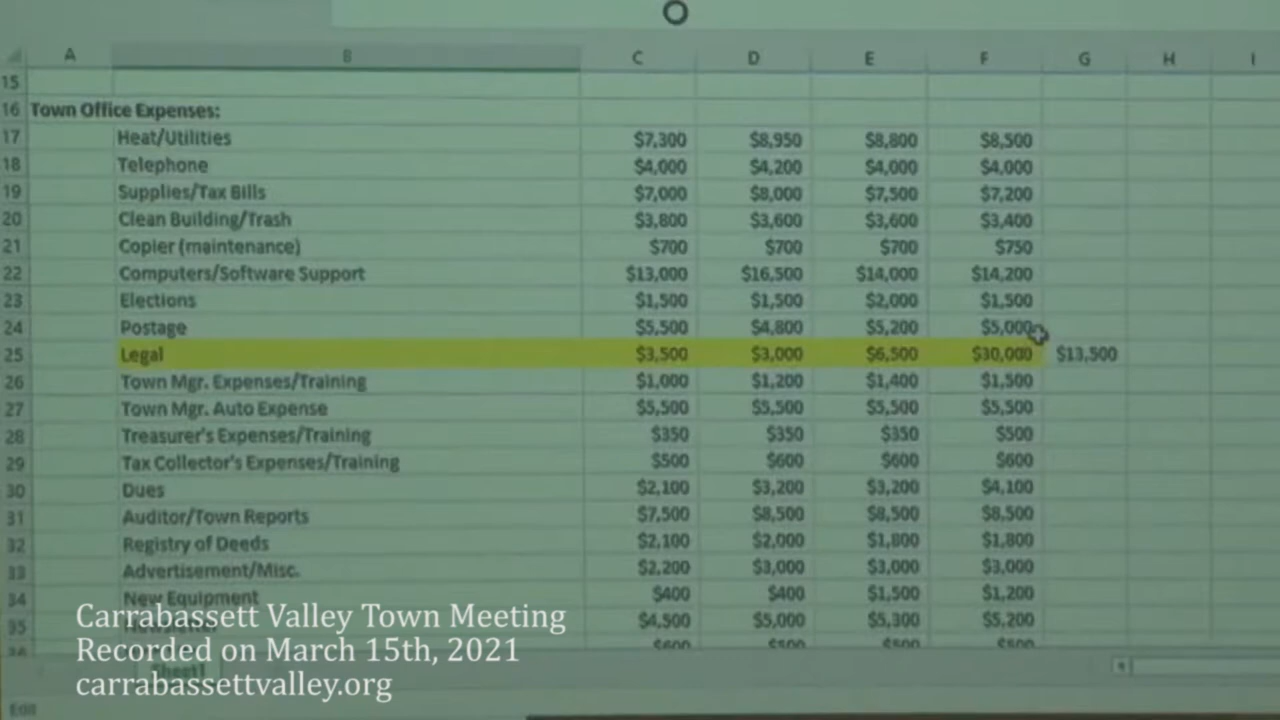 A B C D E F G H I
15
16 Town Office Expenses:
17 Heat/Utilities $7,300 $8,950 $8,800 $8,500
18 Telephone $4,000 $4,200 $4,000 $4,000
19 Supplies/Tax Bills $7,000 $8,000 $7,500 $7,200
20 Clean Building/Trash $3,800 $3,600 $3,600 $3,400
21 Copier (maintenance) $700 $700 $700 $750
22 Computers/Software Support $13,000 $16,500 $14,000 $14,200
23 Elections $1,500 $1,500 $2,000 $1,500
24 Postage $5,500 $4,800 $5,200 $5,000
25 Legal $3,500 $3,000 $6,500 $30,000 $13,500
26 Town Mgr. Expenses/Training $1,000 $1,200 $1,400 $1,500
27 Town Mgr. Auto Expense $5,500 $5,500 $5,500 $5,500
28 Treasurer's Expenses/Training $350 $350 $350 $500
29 Tax Collector's Expenses/Training $500 $600 $600 $600
30 Dues $2,100 $3,200 $3,200 $4,100
31 Auditor/Town Reports $7,500 $8,500 $8,500 $8,500
32 Registry of Deeds $2,100 $2,000 $1,800 $1,800
33 Advertisement/Misc. $2,200 $3,000 $3,000 $3,000
34 New Equipment $400 $400 $1,500 $1,200
35 Newsletter $4,500 $5,000 $5,300 $5,200
Carrabassett Valley Town Meeting
Recorded on March 15th, 2021
Sheet1
carrabassettvalley.org
Edit